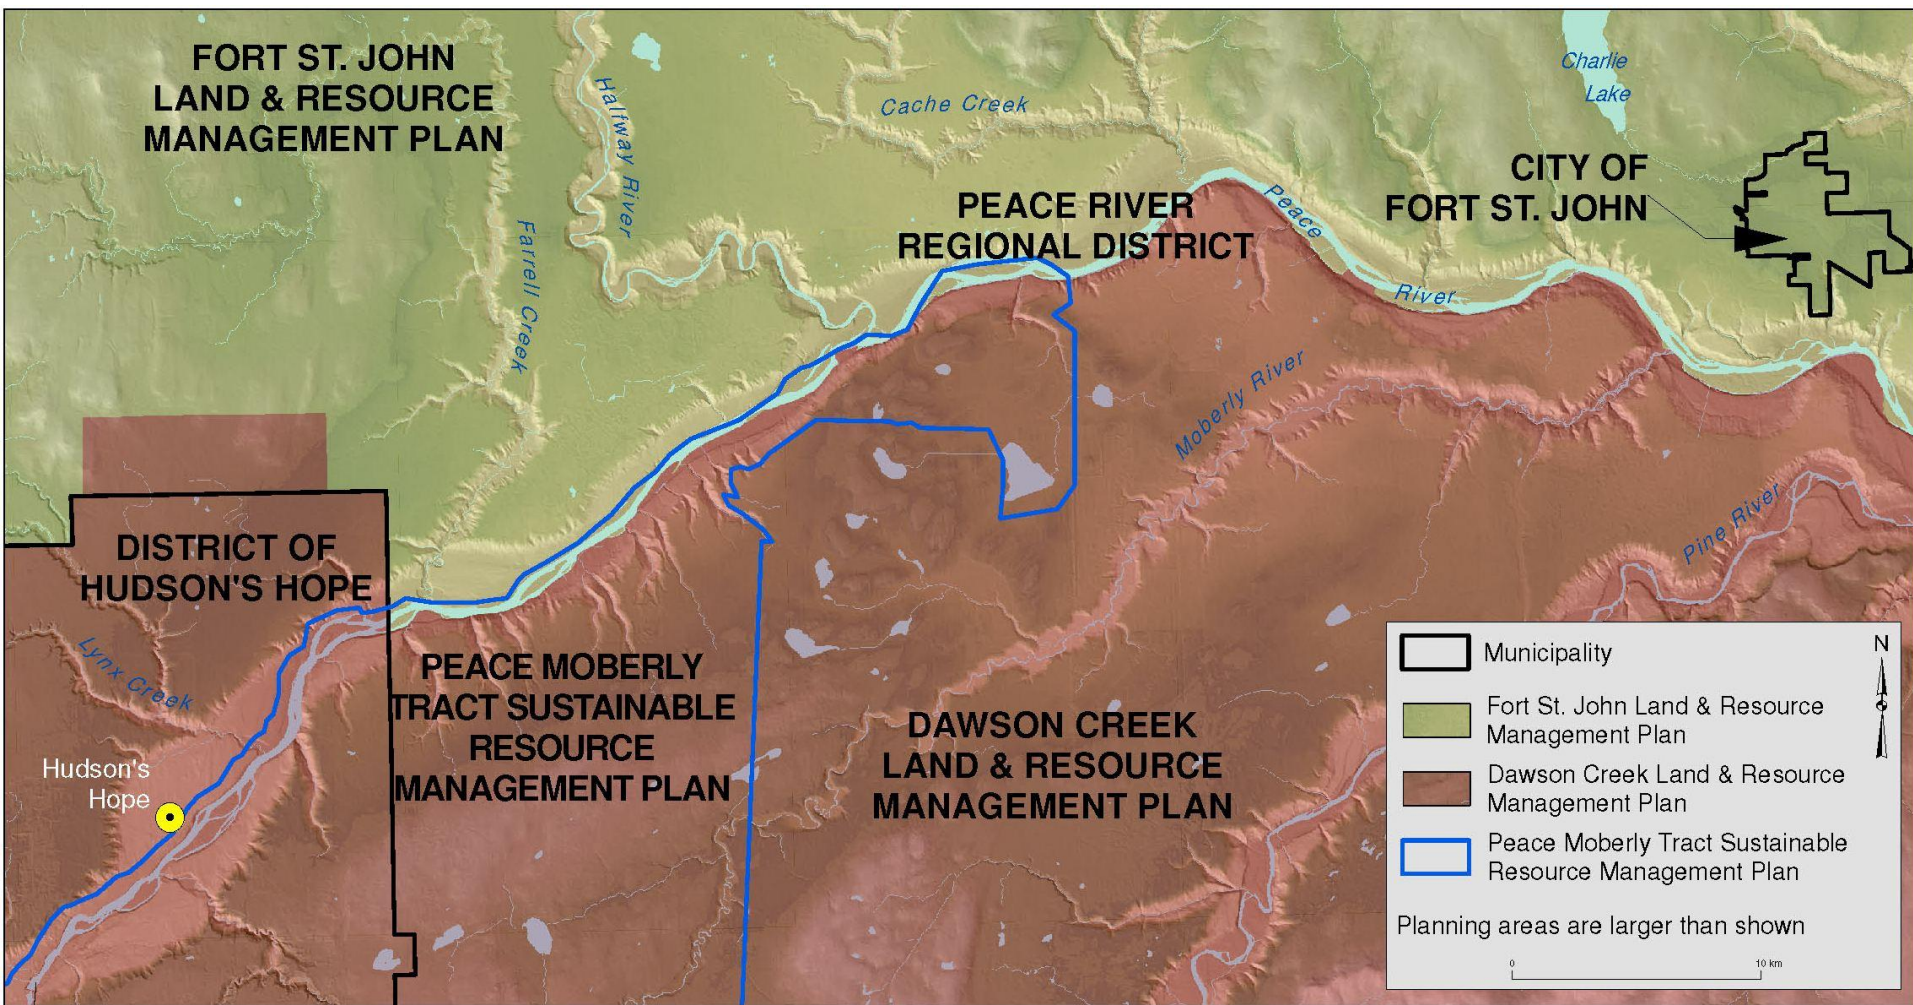 FORT ST. JOHN
LAND & RESOURCE
MANAGEMENT PLAN
Halfway River
Farrell Creek
Cache Creek
Charlie
Lake
CITY OF
FORT ST. JOHN
PEACE RIVER
REGIONAL DISTRICT
Peace
River
Moberly River
Pine River
DISTRICT OF
HUDSON'S HOPE
Lynx Creek
Hudson's
Hope
PEACE MOBERLY
TRACT SUSTAINABLE
RESOURCE
MANAGEMENT PLAN
DAWSON CREEK
LAND & RESOURCE
MANAGEMENT PLAN
Municipality
N
Fort St. John Land & Resource
Management Plan
Dawson Creek Land & Resource
Management Plan
Peace Moberly Tract Sustainable
Resource Management Plan
Planning areas are larger than shown
0 10 km